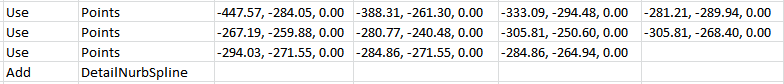 Use Points -447.57, -284.05, 0.00 -388.31, -261.30, 0.00 -333.09, -294.48, 0.00 -281.21, -289.94, 0.00
Use Points -267.19, -259.88, 0.00 -280.77, -240.48, 0.00 -305.81, -250.60, 0.00 -305.81, -268.40, 0.00
Use Points -294.03, -271.55, 0.00 -284.86, -271.55, 0.00 -284.86, -264.94, 0.00
Add DetailNurbSpline